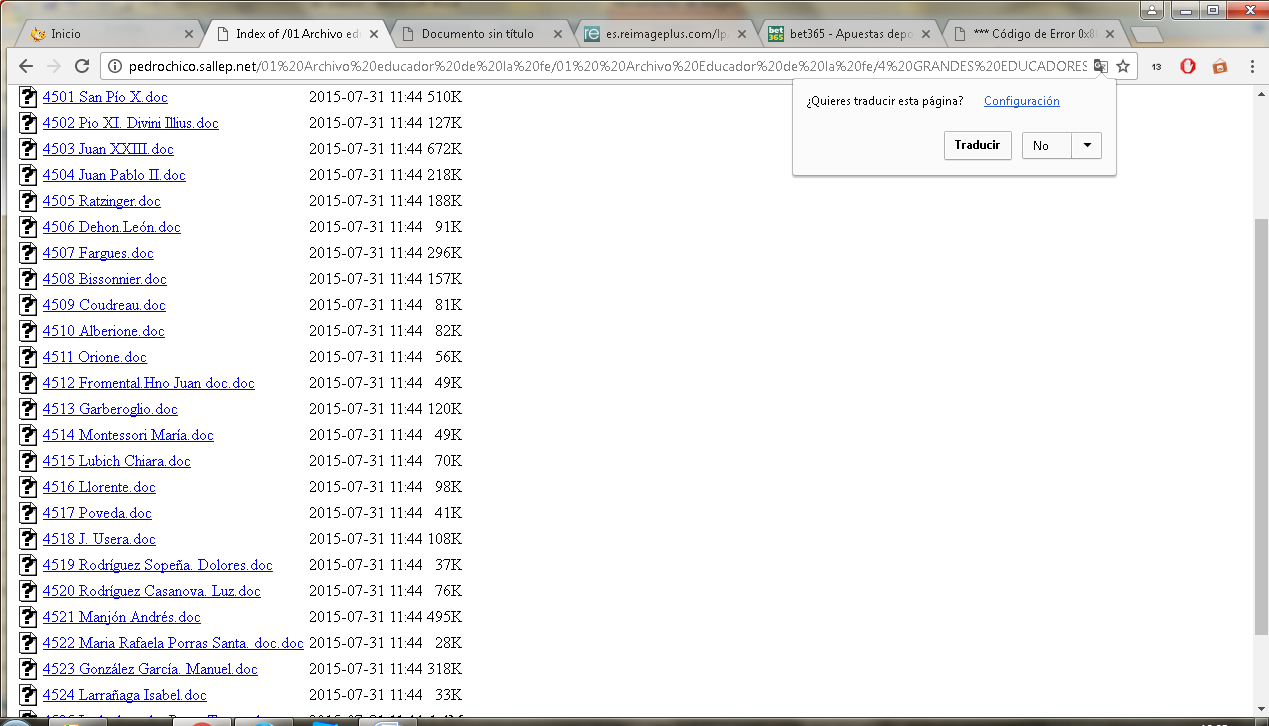 Inicio
Index of /01 Archivo edu
Documento sin título
es.reimageplus.com/lp
bet365 - Apuestas depo
*** Código de Error 0x8
pedrochico.sallep.net/01%20Archivo%20educador%20de%20la%20fe/01%20%20Archivo%20Educador%20de%20la%20fe/4%20GRANDES%20EDUCADORES
13
¿Quieres traducir esta página? Configuración
Traducir No
4501 San Pío X.doc 2015-07-31 11:44 510K
4502 Pio XI. Divini Illius.doc 2015-07-31 11:44 127K
4503 Juan XXIII.doc 2015-07-31 11:44 672K
4504 Juan Pablo II.doc 2015-07-31 11:44 218K
4505 Ratzinger.doc 2015-07-31 11:44 188K
4506 Dehon.León.doc 2015-07-31 11:44 91K
4507 Fargues.doc 2015-07-31 11:44 296K
4508 Bissonnier.doc 2015-07-31 11:44 157K
4509 Coudreau.doc 2015-07-31 11:44 81K
4510 Alberione.doc 2015-07-31 11:44 82K
4511 Orione.doc 2015-07-31 11:44 56K
4512 Fromental.Hno Juan doc.doc 2015-07-31 11:44 49K
4513 Garberoglio.doc 2015-07-31 11:44 120K
4514 Montessori María.doc 2015-07-31 11:44 49K
4515 Lubich Chiara.doc 2015-07-31 11:44 70K
4516 Llorente.doc 2015-07-31 11:44 98K
4517 Poveda.doc 2015-07-31 11:44 41K
4518 J. Usera.doc 2015-07-31 11:44 108K
4519 Rodríguez Sopeña. Dolores.doc 2015-07-31 11:44 37K
4520 Rodríguez Casanova. Luz.doc 2015-07-31 11:44 76K
4521 Manjón Andrés.doc 2015-07-31 11:44 495K
4522 Maria Rafaela Porras Santa. doc.doc 2015-07-31 11:44 28K
4523 González García. Manuel.doc 2015-07-31 11:44 318K
4524 Larrañaga Isabel.doc 2015-07-31 11:44 33K